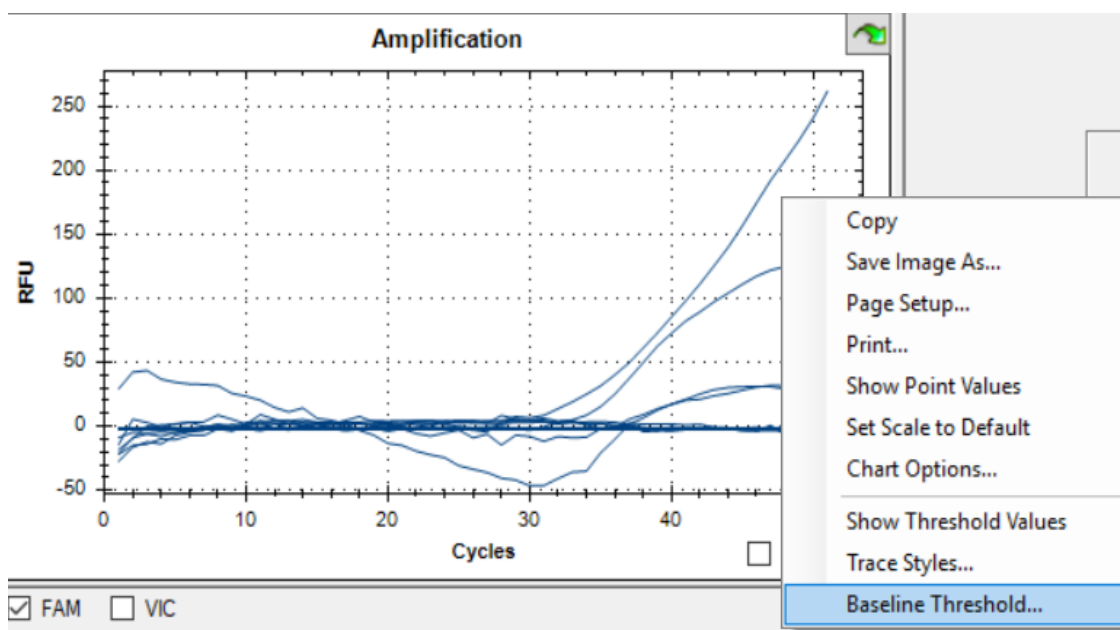 Amplification
250
200
150
100
50
0
-50
RFU
0
10
20
30
40
Cycles
FAM
VIC
Copy
Save Image As...
Page Setup...
Print...
Show Point Values
Set Scale to Default
Chart Options...
Show Threshold Values
Trace Styles...
Baseline Threshold...